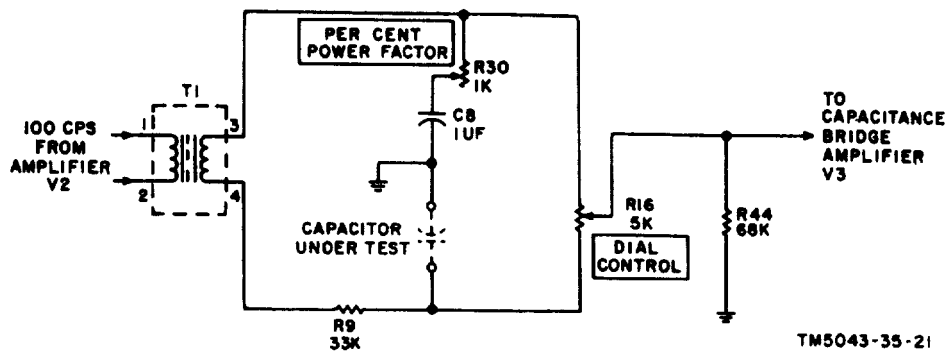 PER CENT
POWER FACTOR
R30
1K
T1
C8
1UF
1
3
100 CPS
FROM
AMPLIFIER
V2
2
4
TO
CAPACITANCE
BRIDGE
AMPLIFIER
V3
CAPACITOR
UNDER TEST
R16
5K
DIAL
CONTROL
R44
68K
R9
33K
TM5043-35-21